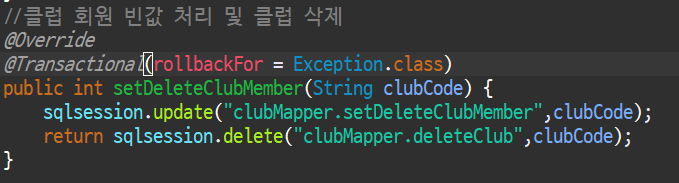 //클럽 회원 빈값 처리 및 클럽 삭제
@Override
@Transactional(rollbackFor = Exception.class)
public int setDeleteClubMember(String clubCode) {
    sqlsession.update("clubMapper.setDeleteClubMember",clubCode);
    return sqlsession.delete("clubMapper.deleteClub",clubCode);
}